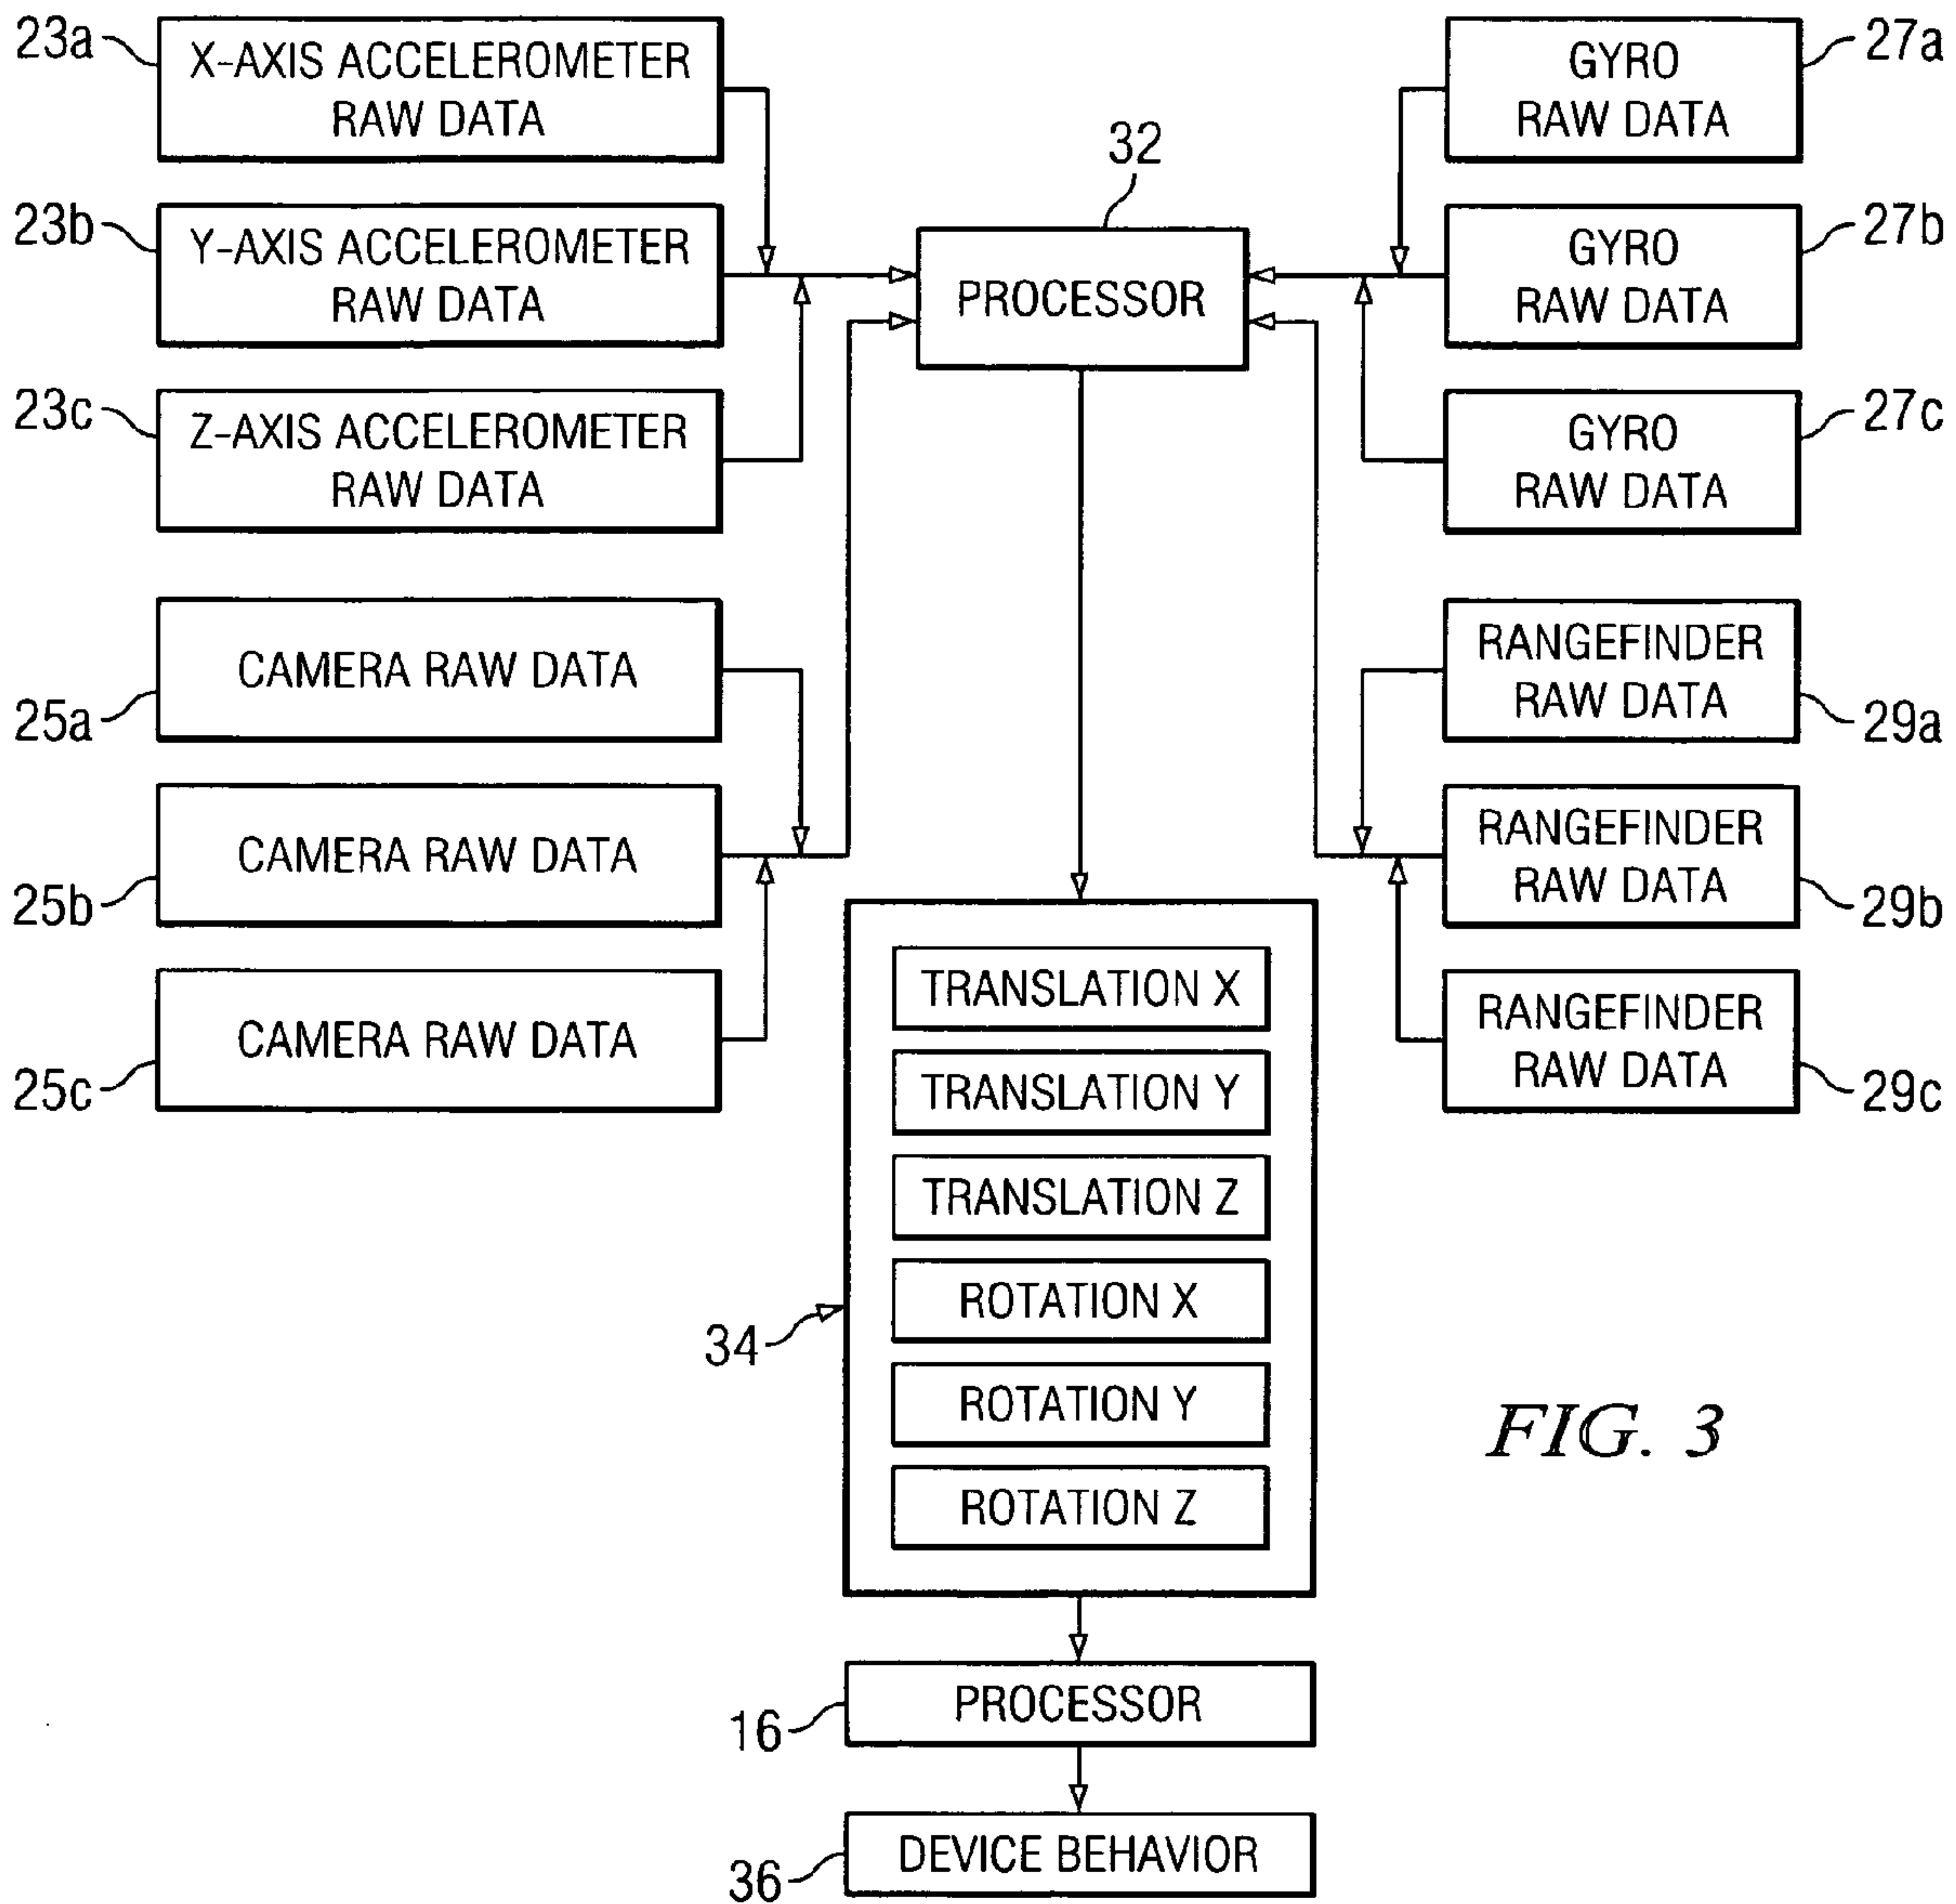 23a
X-AXIS ACCELEROMETER
RAW DATA
23b
Y-AXIS ACCELEROMETER
RAW DATA
23c
Z-AXIS ACCELEROMETER
RAW DATA
25a
CAMERA RAW DATA
25b
CAMERA RAW DATA
25c
CAMERA RAW DATA
32
PROCESSOR
27a
GYRO
RAW DATA
27b
GYRO
RAW DATA
27c
GYRO
RAW DATA
29a
RANGEFINDER
RAW DATA
29b
RANGEFINDER
RAW DATA
29c
RANGEFINDER
RAW DATA
34
TRANSLATION X
TRANSLATION Y
TRANSLATION Z
ROTATION X
ROTATION Y
ROTATION Z
16
PROCESSOR
36
DEVICE BEHAVIOR
FIG. 3